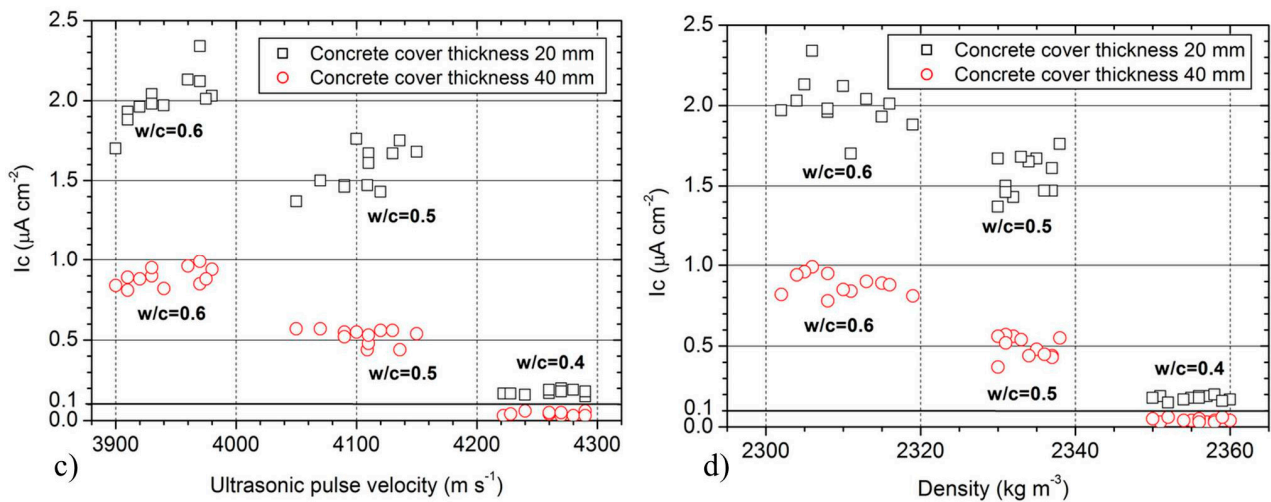 2.5
2.0
1.5
1.0
0.5
0.1
0.0
Ic (μA cm⁻²)
Concrete cover thickness 20 mm
Concrete cover thickness 40 mm
w/c=0.6
w/c=0.5
w/c=0.6
w/c=0.5
w/c=0.4
3900 4000 4100 4200 4300
c) Ultrasonic pulse velocity (m s⁻¹)
2.5
2.0
1.5
1.0
0.5
0.1
0.0
Ic (μA cm⁻²)
Concrete cover thickness 20 mm
Concrete cover thickness 40 mm
w/c=0.6
w/c=0.5
w/c=0.6
w/c=0.5
w/c=0.4
2300 2320 2340 2360
d) Density (kg m⁻³)